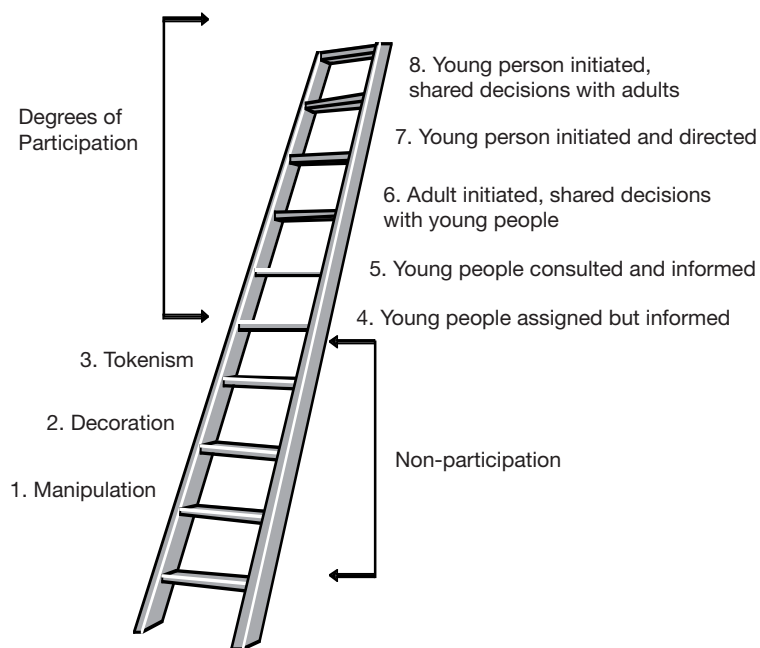 8. Young person initiated,
shared decisions with adults
Degrees of
Participation
7. Young person initiated and directed
6. Adult initiated, shared decisions
with young people
5. Young people consulted and informed
4. Young people assigned but informed
3. Tokenism
2. Decoration
Non-participation
1. Manipulation